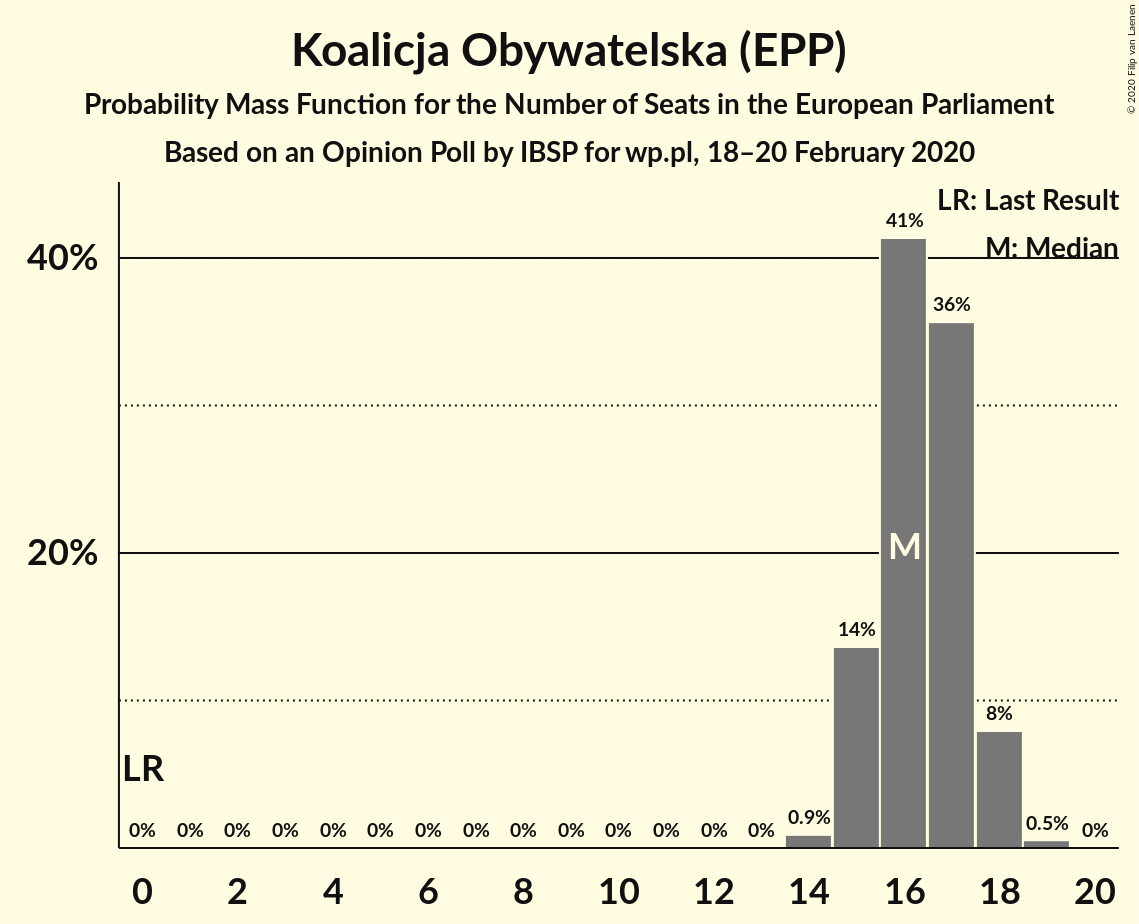 Koalicja Obywatelska (EPP)
Probability Mass Function for the Number of Seats in the European Parliament
Based on an Opinion Poll by IBSP for wp.pl, 18–20 February 2020
© 2020 Filip van Laenen
LR: Last Result
M: Median
41%
40%
36%
20%
M
14%
8%
LR
0% 0% 0% 0% 0% 0% 0% 0% 0% 0% 0% 0% 0% 0% 0.9% 0.5% 0%
0 2 4 6 8 10 12 14 16 18 20